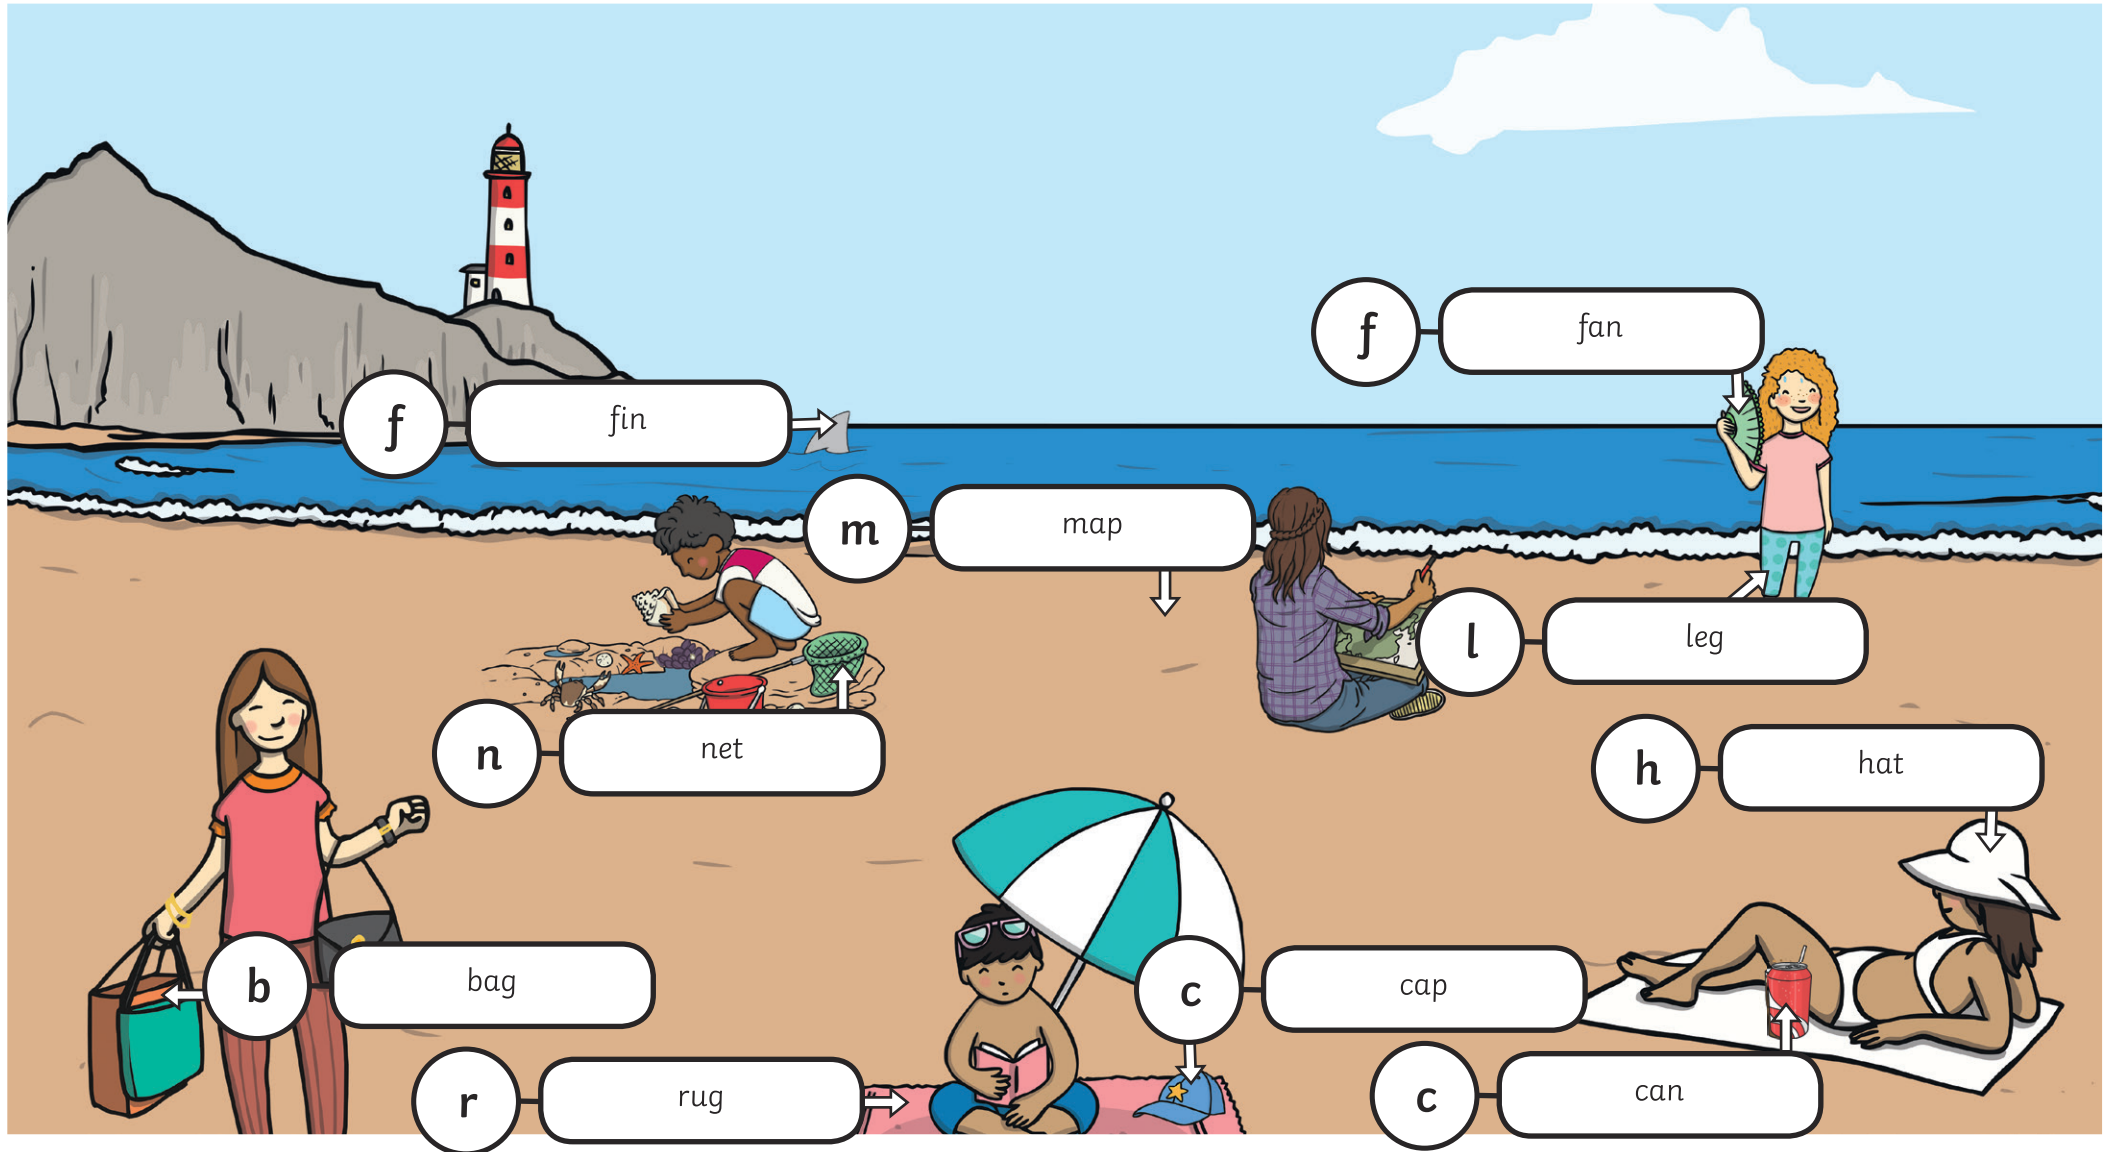 f fan
f fin
m map
l leg
n net
h hat
b bag
c cap
r rug
c can